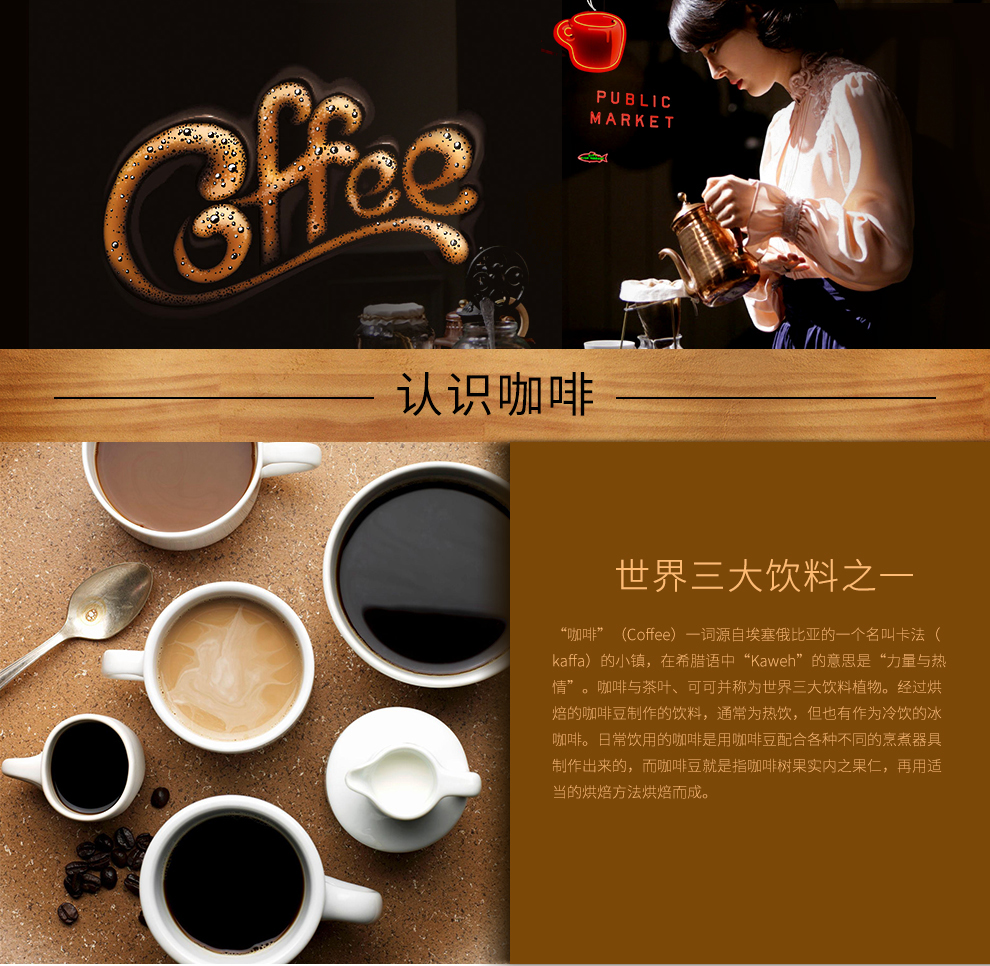 Coffee
PUBLIC
MARKET
认识咖啡
世界三大饮料之一
“咖啡”（Coffee）一词源自埃塞俄比亚的一个名叫卡法（
kaffa）的小镇，在希腊语中“Kaweh”的意思是“力量与热
情”。咖啡与茶叶、可可并称为世界三大饮料植物。经过烘
焙的咖啡豆制作的饮料，通常为热饮，但也有作为冷饮的冰
咖啡。日常饮用的咖啡是用咖啡豆配合各种不同的烹煮器具
制作出来的，而咖啡豆就是指咖啡树果实内之果仁，再用适
当的烘焙方法烘焙而成。